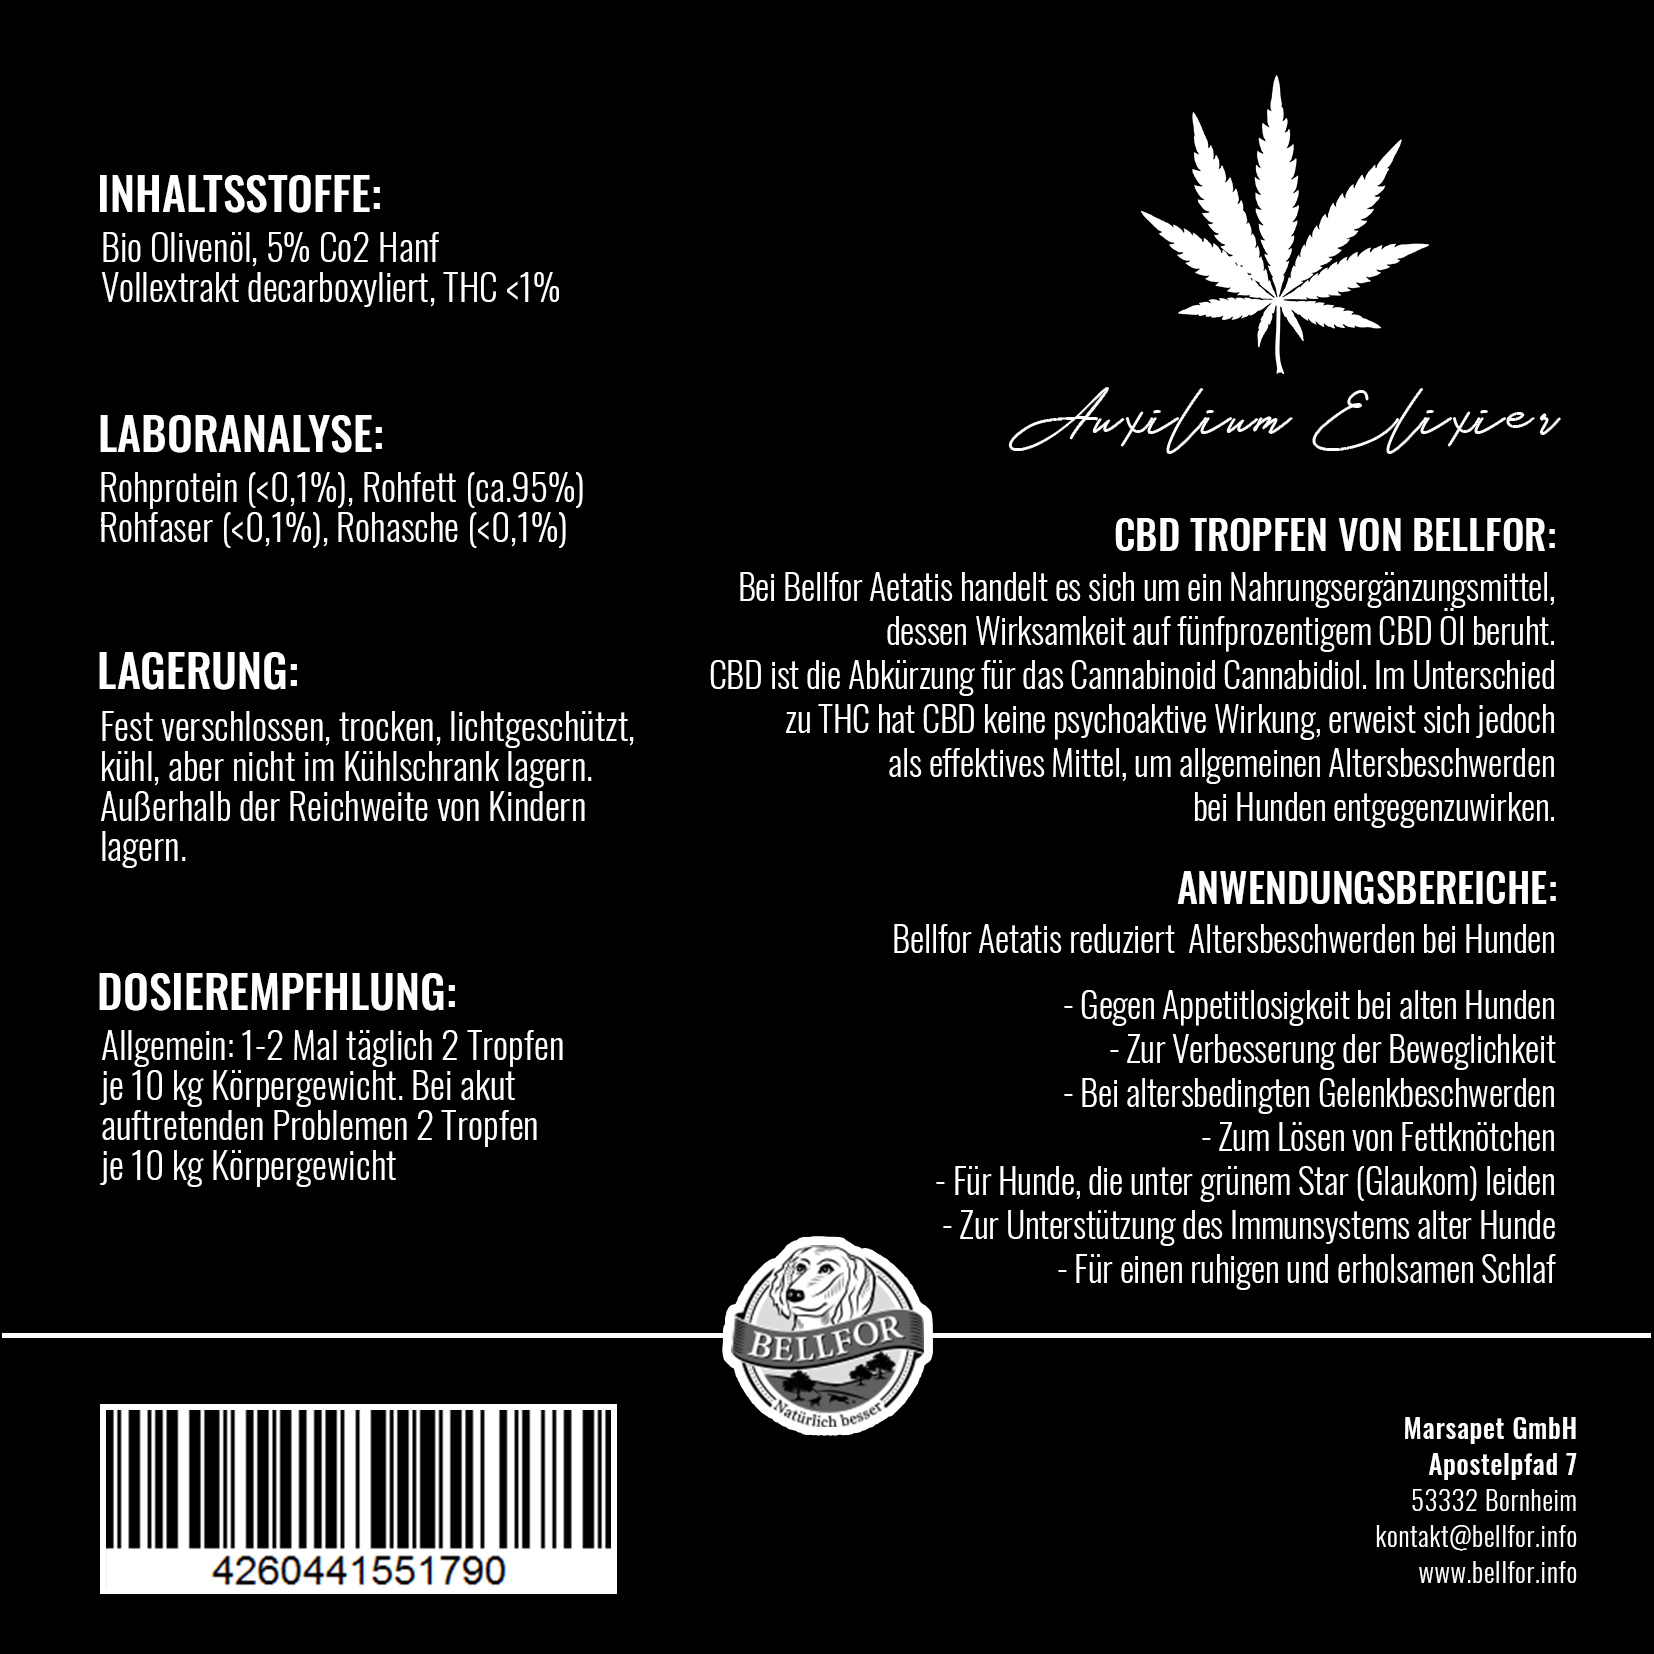 INHALTSSTOFFE:
Bio Olivenöl, 5% Co2 Hanf
Vollextrakt decarboxyliert, THC <1%
LABORANALYSE:
Rohprotein (<0,1%), Rohfett (ca.95%)
Rohfaser (<0,1%), Rohasche (<0,1%)
LAGERUNG:
Fest verschlossen, trocken, lichtgeschützt,
kühl, aber nicht im Kühlschrank lagern.
Außerhalb der Reichweite von Kindern
lagern.
DOSIEREMPFHLUNG:
Allgemein: 1-2 Mal täglich 2 Tropfen
je 10 kg Körpergewicht. Bei akut
auftretenden Problemen 2 Tropfen
je 10 kg Körpergewicht
Auxilium Elixier
CBD TROPFEN VON BELLFOR:
Bei Bellfor Aetatis handelt es sich um ein Nahrungsergänzungsmittel,
dessen Wirksamkeit auf fünfprozentigem CBD Öl beruht.
CBD ist die Abkürzung für das Cannabinoid Cannabidiol. Im Unterschied
zu THC hat CBD keine psychoaktive Wirkung, erweist sich jedoch
als effektives Mittel, um allgemeinen Altersbeschwerden
bei Hunden entgegenzuwirken.
ANWENDUNGSBEREICHE:
Bellfor Aetatis reduziert  Altersbeschwerden bei Hunden
- Gegen Appetitlosigkeit bei alten Hunden
- Zur Verbesserung der Beweglichkeit
- Bei altersbedingten Gelenkbeschwerden
- Zum Lösen von Fettknötchen
- Für Hunde, die unter grünem Star (Glaukom) leiden
- Zur Unterstützung des Immunsystems alter Hunde
- Für einen ruhigen und erholsamen Schlaf
BELLFOR
Natürlich besser
4260441551790
Marsapet GmbH
Apostelpfad 7
53332 Bornheim
kontakt@bellfor.info
www.bellfor.info